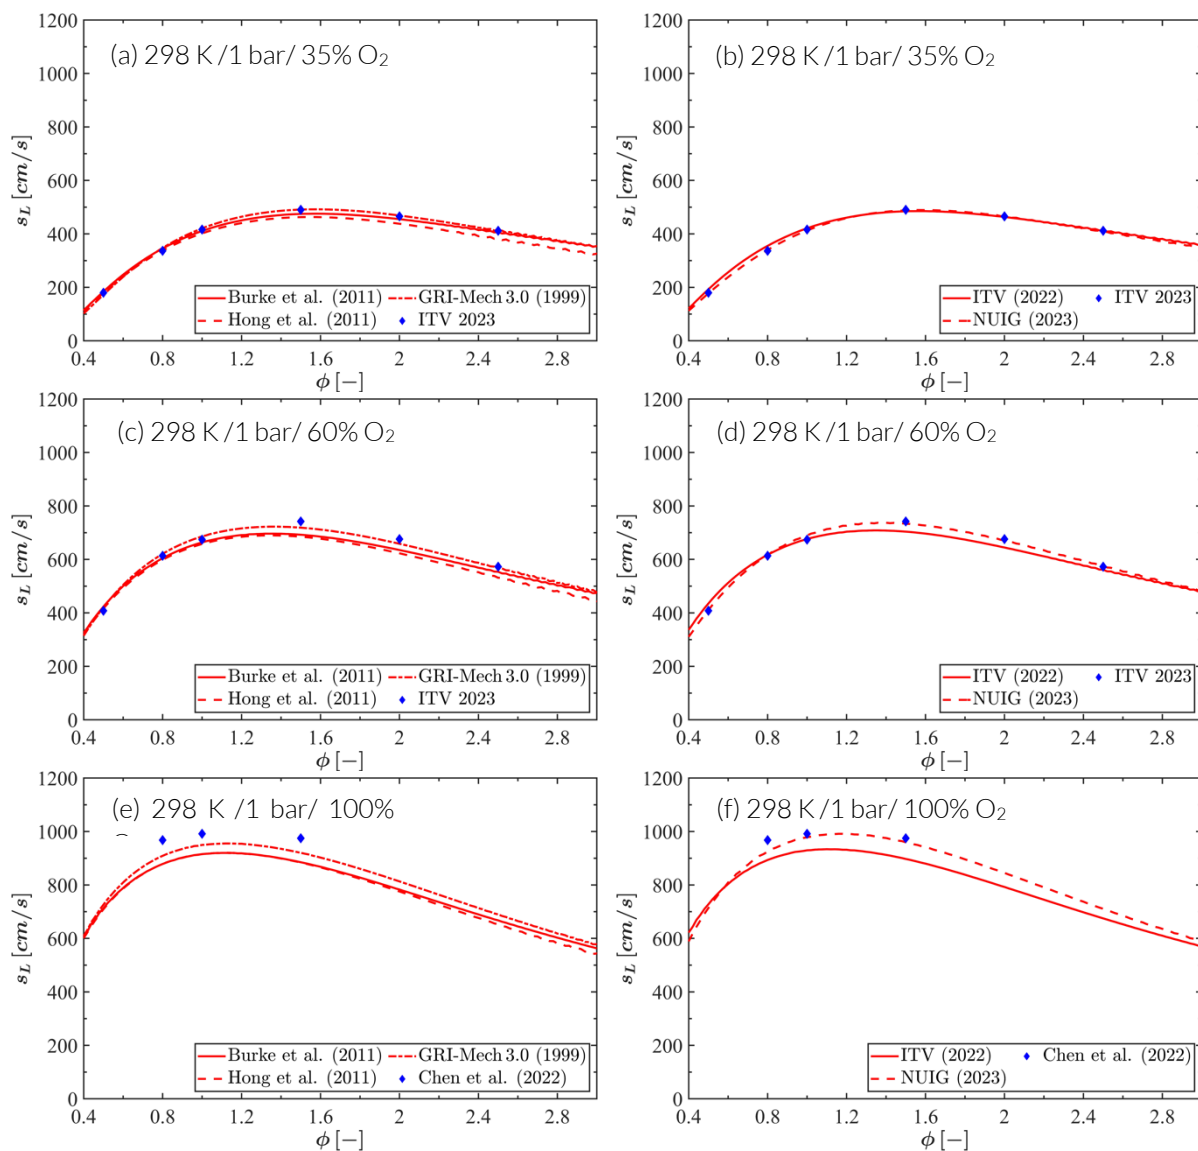 (a) 298 K /1 bar/ 35% O₂
1200
1000
800
600
400
200
0
s_L [cm/s]
Burke et al. (2011) GRI-Mech 3.0 (1999)
Hong et al. (2011) ITV 2023
0.4 0.8 1.2 1.6 2 2.4 2.8
ϕ [−]
(b) 298 K /1 bar/ 35% O₂
1200
1000
800
600
400
200
0
s_L [cm/s]
ITV (2022) ITV 2023
NUIG (2023)
0.4 0.8 1.2 1.6 2 2.4 2.8
ϕ [−]
(c) 298 K /1 bar/ 60% O₂
1200
1000
800
600
400
200
0
s_L [cm/s]
Burke et al. (2011) GRI-Mech 3.0 (1999)
Hong et al. (2011) ITV 2023
0.4 0.8 1.2 1.6 2 2.4 2.8
ϕ [−]
(d) 298 K /1 bar/ 60% O₂
1200
1000
800
600
400
200
0
s_L [cm/s]
ITV (2022) ITV 2023
NUIG (2023)
0.4 0.8 1.2 1.6 2 2.4 2.8
ϕ [−]
(e) 298 K /1 bar/ 100%
1200
1000
800
600
400
200
0
s_L [cm/s]
Burke et al. (2011) GRI-Mech 3.0 (1999)
Hong et al. (2011) Chen et al. (2022)
0.4 0.8 1.2 1.6 2 2.4 2.8
ϕ [−]
(f) 298 K /1 bar/ 100% O₂
1200
1000
800
600
400
200
0
s_L [cm/s]
ITV (2022) Chen et al. (2022)
NUIG (2023)
0.4 0.8 1.2 1.6 2 2.4 2.8
ϕ [−]